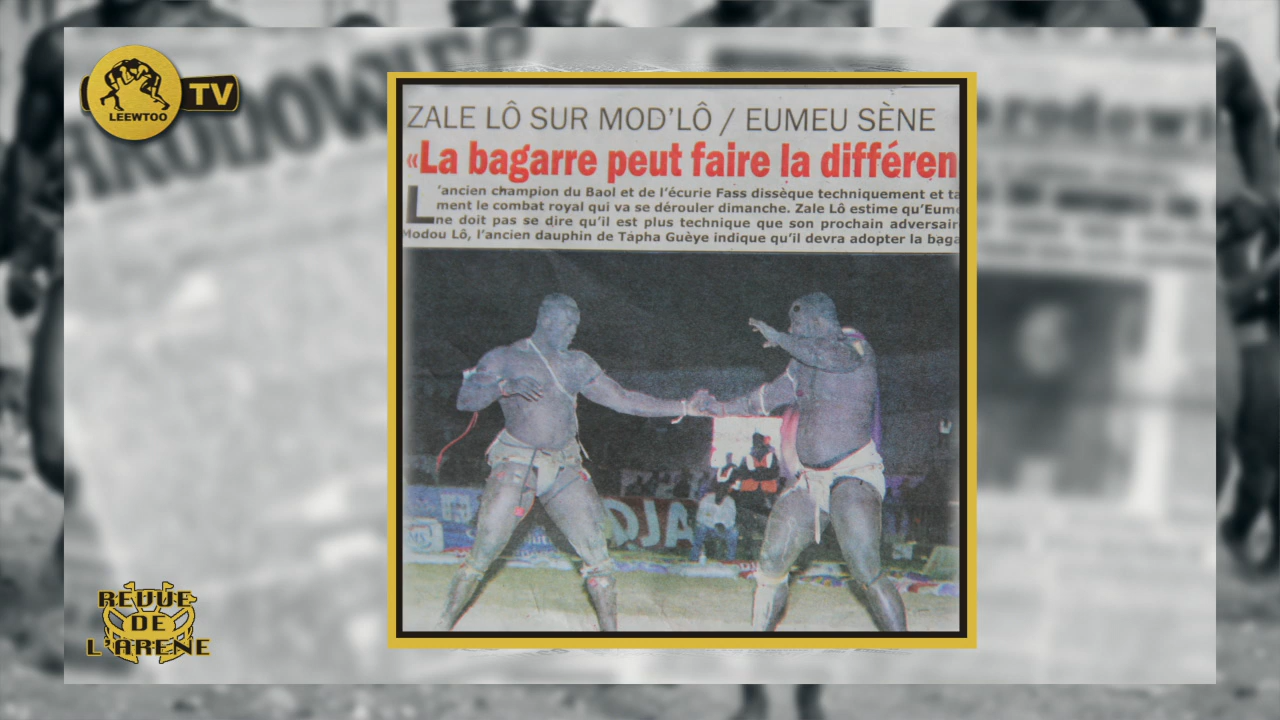 LEEWTOO
TV
ZALE LÔ SUR MOD'LÔ / EUMEU SÈNE
«La bagarre peut faire la différen
L'ancien champion du Baol et de l'écurie Fass dissèque techniquement et ta
ment le combat royal qui va se dérouler dimanche. Zale Lô estime qu'Eume
ne doit pas se dire qu'il est plus technique que son prochain adversair
Modou Lô, l'ancien dauphin de Tapha Guèye indique qu'il devra adopter la baga
REVUE
DE
L'ARENE